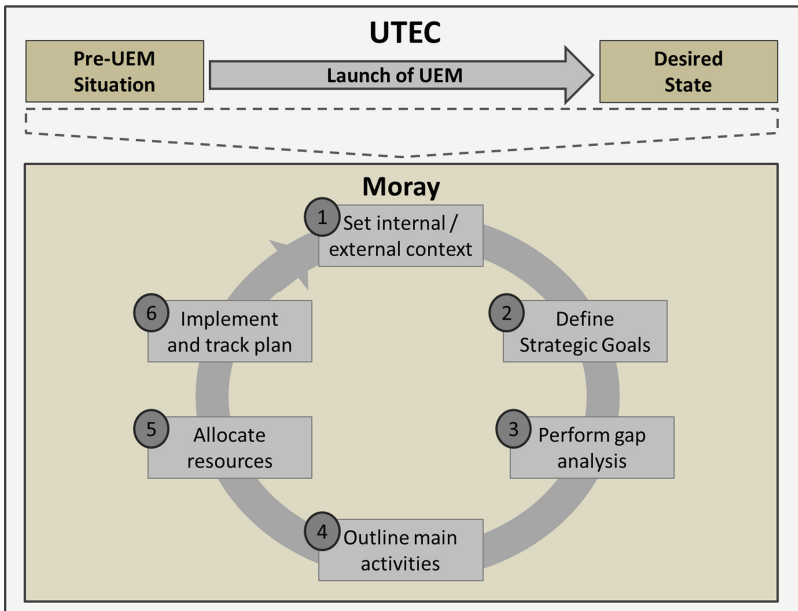 UTEC
Pre-UEM
Situation
Launch of UEM
Desired
State
Moray
1
Set internal /
external context
2
Define
Strategic Goals
3
Perform gap
analysis
4
Outline main
activities
5
Allocate
resources
6
Implement
and track plan